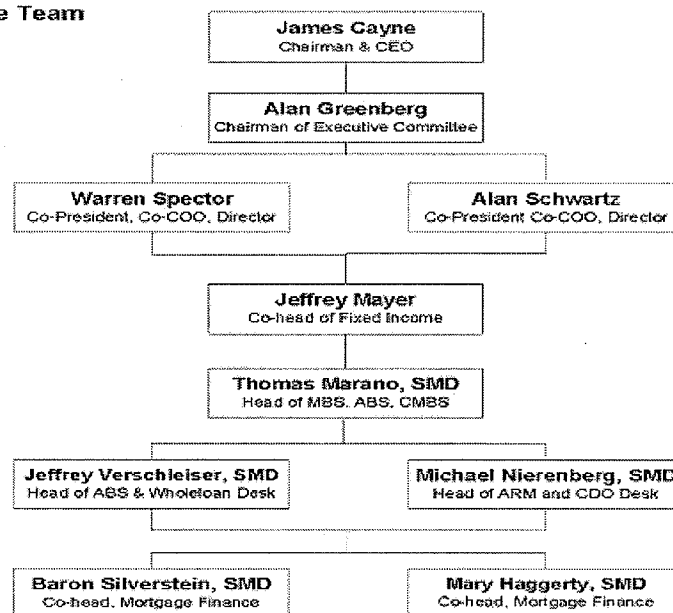 e Team
James Cayne
Chairman & CEO
Alan Greenberg
Chairman of Executive Committee
Warren Spector
Co-President, Co-COO, Director
Alan Schwartz
Co-President Co-COO, Director
Jeffrey Mayer
Co-head of Fixed Income
Thomas Marano, SMD
Head of MBS, ABS, CMBS
Jeffrey Verschleiser, SMD
Head of ABS & Wholeloan Desk
Michael Nierenberg, SMD
Head of ARM and CDO Desk
Baron Silverstein, SMD
Co-head, Mortgage Finance
Mary Haggerty, SMD
Co-head, Mortgage Finance